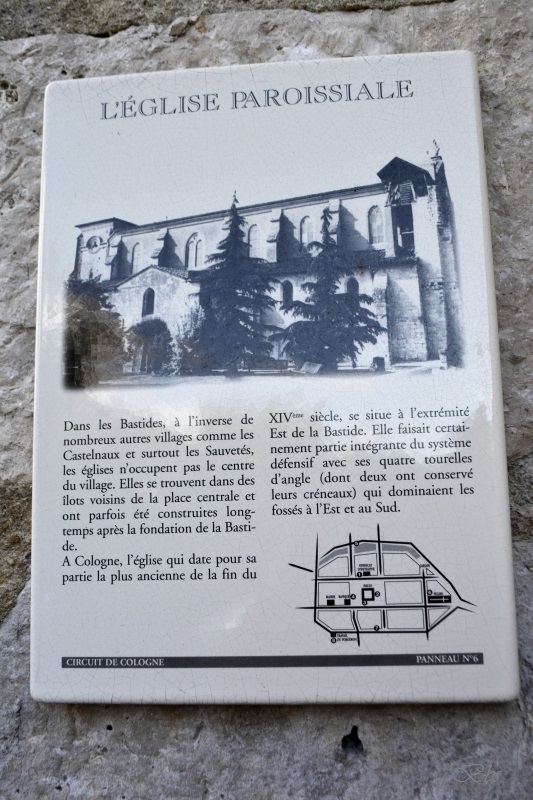 L'ÉGLISE PAROISSIALE
Dans les Bastides, à l'inverse de
nombreux autres villages comme les
Castelnaux et surtout les Sauvetés,
les églises n'occupent pas le centre
du village. Elles se trouvent dans des
îlots voisins de la place centrale et
ont parfois été construites long-
temps après la fondation de la Basti-
de.
A Cologne, l'église qui date pour sa
partie la plus ancienne de la fin du
XIVème siècle, se situe à l'extrémité
Est de la Bastide. Elle faisait certai-
nement partie intégrante du système
défensif avec ses quatre tourelles
d'angle (dont deux ont conservé
leurs créneaux) qui dominaient les
fossés à l'Est et au Sud.
HALLE
MAIRIE
CIRCUIT DE COLOGNE
PANNEAU N°6